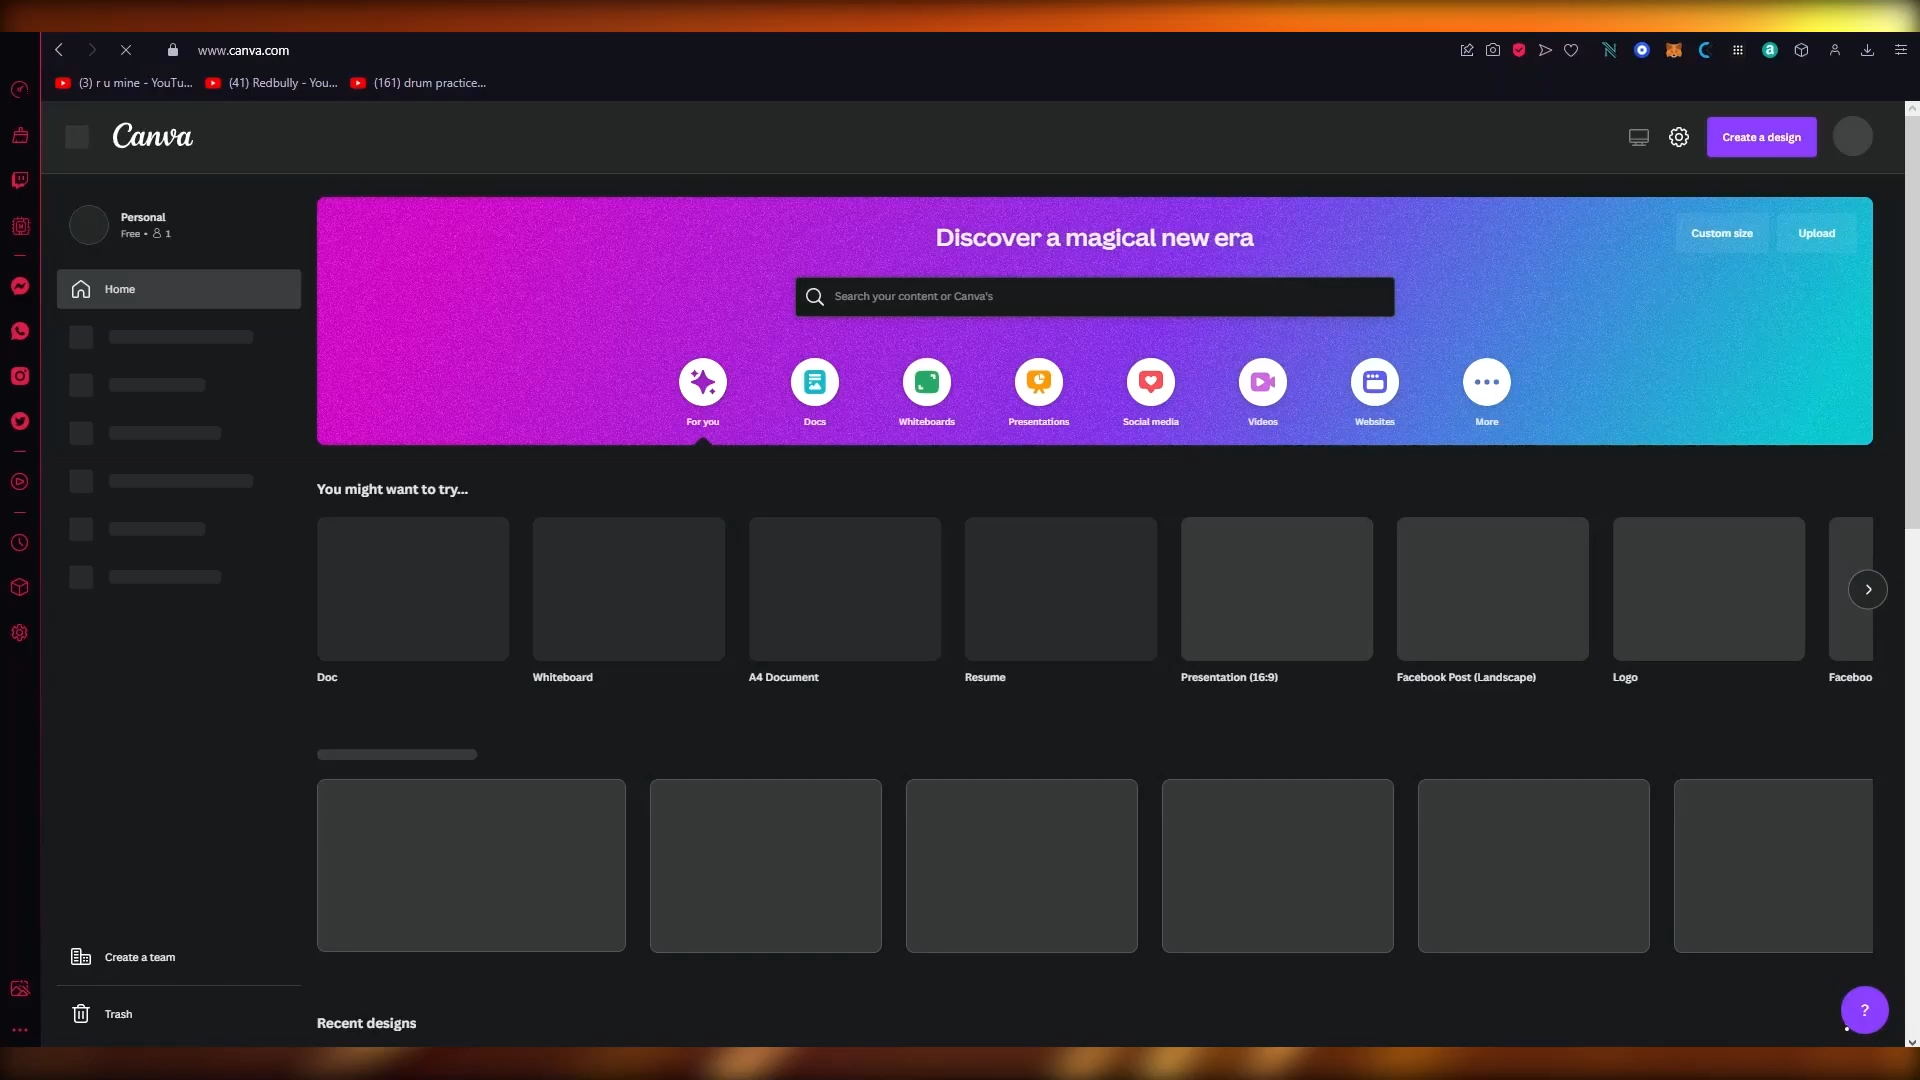 www.canva.com
(3) r u mine - YouTu...
(41) Redbully - You...
(161) drum practice...
Canva
Create a design
Personal
Free • 1
Home
Discover a magical new era
Custom size
Upload
Search your content or Canva's
For you
Docs
Whiteboards
Presentations
Social media
Videos
Websites
More
You might want to try...
Doc
Whiteboard
A4 Document
Resume
Presentation (16:9)
Facebook Post (Landscape)
Logo
Faceboo
Create a team
Trash
Recent designs
?